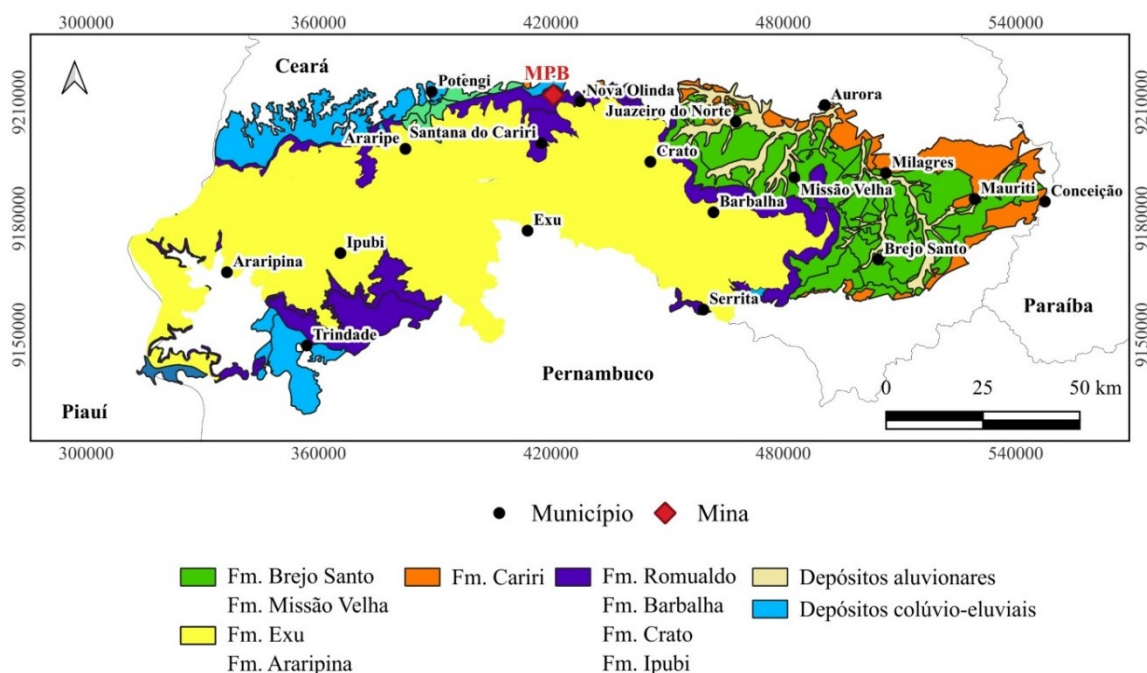 300000 360000 420000 480000 540000
Ceará
Potengi
MPB
Nova Olinda
Juazeiro do Norte
Aurora
9210000
9210000
Araripe
Santana do Cariri
Crato
Milagres
Missão Velha
Mauriti
Conceição
Barbalha
9180000
9180000
Exu
Ipubi
Araripina
Brejo Santo
Serrita
Paraíba
Trindade
9150000
9150000
Pernambuco
Piauí
0 25 50 km
300000 360000 420000 480000 540000
Município Mina
Fm. Brejo Santo Fm. Cariri Fm. Romualdo Depósitos aluvionares
Fm. Missão Velha Fm. Barbalha Depósitos colúvio-eluviais
Fm. Exu Fm. Crato
Fm. Araripina Fm. Ipubi